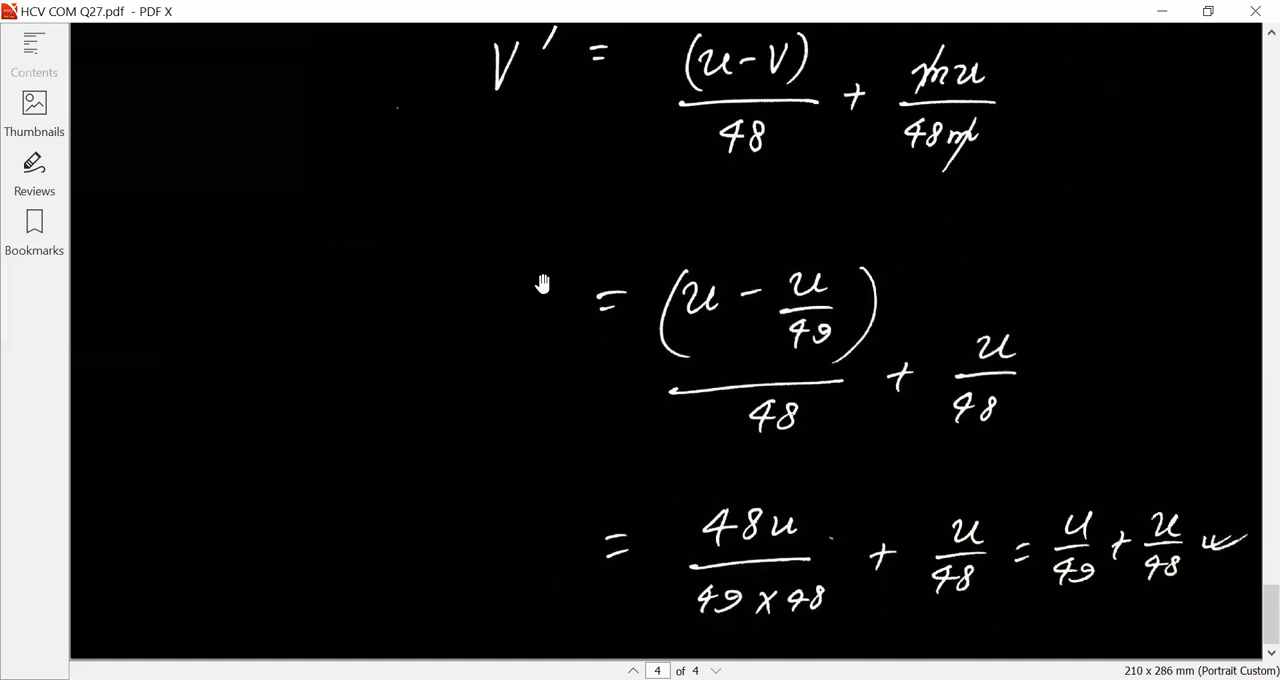 HCV COM Q27.pdf - PDF X
Contents
Thumbnails
Reviews
Bookmarks
V' = (u-V)/48 + mu/48m
= (u - u/49)/48 + u/48
= 48u/49×48 + u/48 = u/49 + u/48
4 of 4
210 x 286 mm (Portrait Custom)